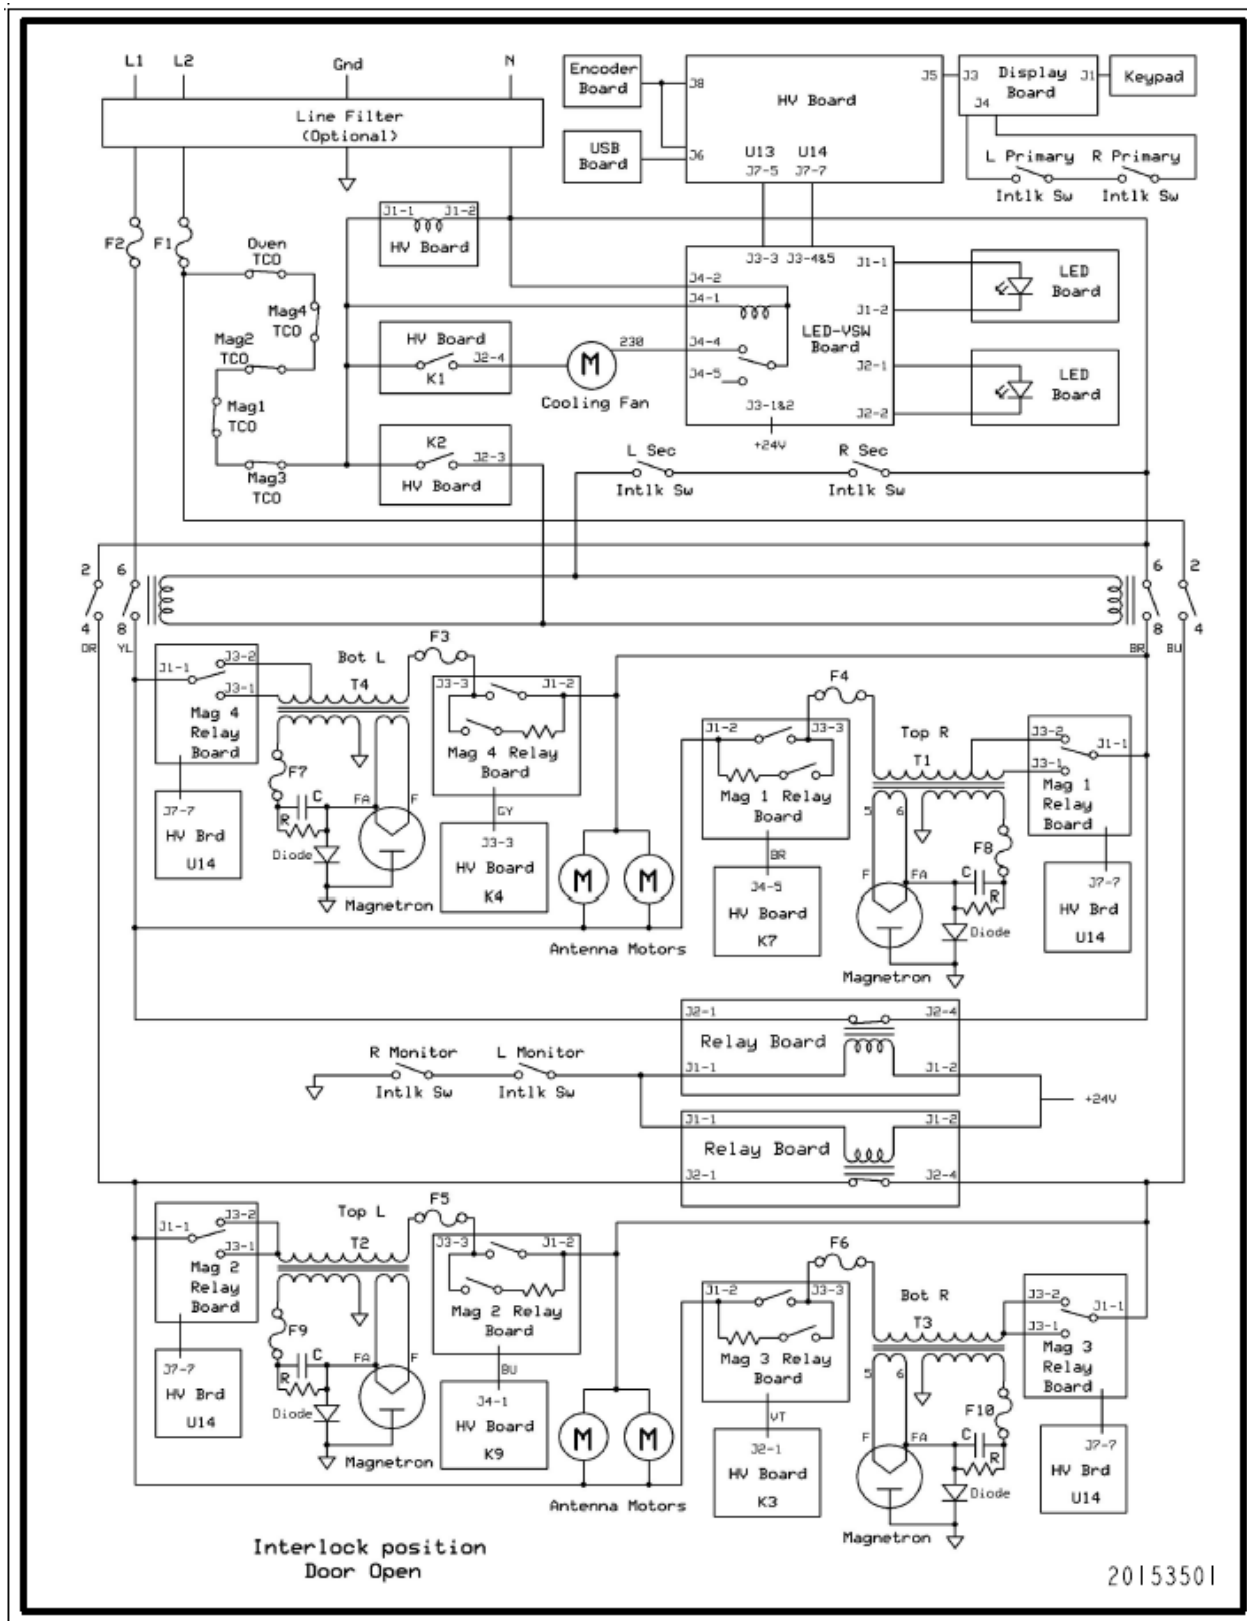 L1 L2 Gnd N
Line Filter
(Optional)
Encoder
Board
USB
Board
J8
J6
HV Board
U13 U14
J7-5 J7-7
J5
J3 Display J1
Board
J4
Keypad
L Primary R Primary
Intlk Sw Intlk Sw
F2 F1
Oven
TCO
Mag4
TCO
Mag2
TCO
Mag1
TCO
Mag3
TCO
J1-1 J1-2
HV Board
HV Board
J2-4
K1
K2
J2-3
HV Board
230
M
Cooling Fan
J3-3 J3-4&5
J4-2
J4-1
J4-4
J4-5
J1-1
J1-2
LED-VSW
Board
J2-1
J2-2
J3-1&2
+24V
LED
Board
LED
Board
L Sec R Sec
Intlk Sw Intlk Sw
2 6
4 8
OR YL
6 2
8 4
BR BU
J1-1
J3-2
J3-1
Mag 4
Relay
Board
J7-7
HV Brd
U14
Bot L
T4
F3
F7
C
R
Diode
FA F
Magnetron
J3-3 J1-2
Mag 4 Relay
Board
GY
J3-3
HV Board
K4
M M
Antenna Motors
F4
J1-2 J3-3
Mag 1 Relay
Board
BR
J4-5
HV Board
K7
Top R
T1
5 6
F FA
F8
C
R
Diode
Magnetron
J3-2
J1-1
J3-1
Mag 1
Relay
Board
J7-7
HV Brd
U14
J2-1 J2-4
Relay Board
J1-1 J1-2
R Monitor L Monitor
Intlk Sw Intlk Sw
+24V
J1-1 J1-2
Relay Board
J2-1 J2-4
J1-1
J3-2
J3-1
Mag 2
Relay
Board
J7-7
HV Brd
U14
Top L
T2
F5
F9
C
R
Diode
FA F
Magnetron
J3-3 J1-2
Mag 2 Relay
Board
BU
J4-1
HV Board
K9
M M
Antenna Motors
F6
J1-2 J3-3
Mag 3 Relay
Board
VT
J2-1
HV Board
K3
Bot R
T3
5 6
F FA
F10
C
R
Diode
Magnetron
J3-2
J1-1
J3-1
Mag 3
Relay
Board
J7-7
HV Brd
U14
Interlock position
Door Open
20153501